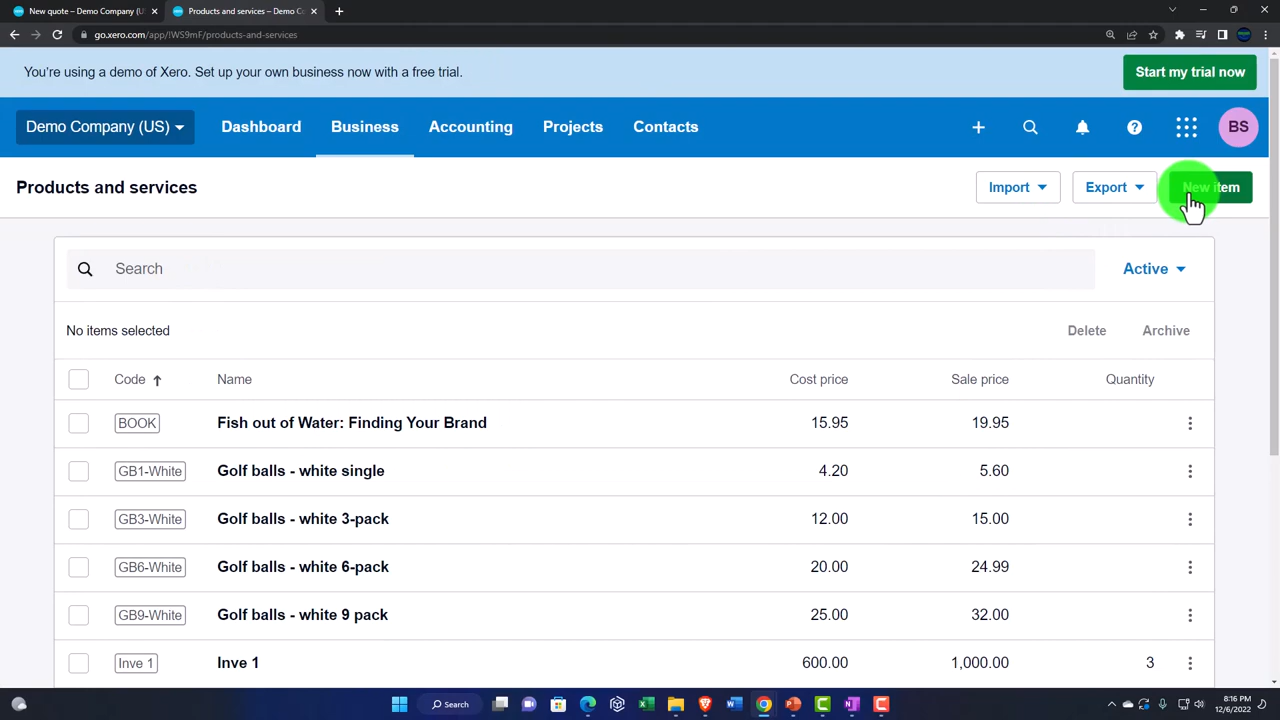 New quote – Demo Company (U
Products and services – Demo C
go.xero.com/app/!WS9mF/products-and-services
You're using a demo of Xero. Set up your own business now with a free trial.
Start my trial now
Demo Company (US)
Dashboard
Business
Accounting
Projects
Contacts
BS
Products and services
Import
Export
New item
Search
Active
No items selected
Delete
Archive
Code
Name
Cost price
Sale price
Quantity
BOOK Fish out of Water: Finding Your Brand 15.95 19.95
GB1-White Golf balls - white single 4.20 5.60
GB3-White Golf balls - white 3-pack 12.00 15.00
GB6-White Golf balls - white 6-pack 20.00 24.99
GB9-White Golf balls - white 9 pack 25.00 32.00
Inve 1 Inve 1 600.00 1,000.00 3
Search
8:16 PM
12/6/2022